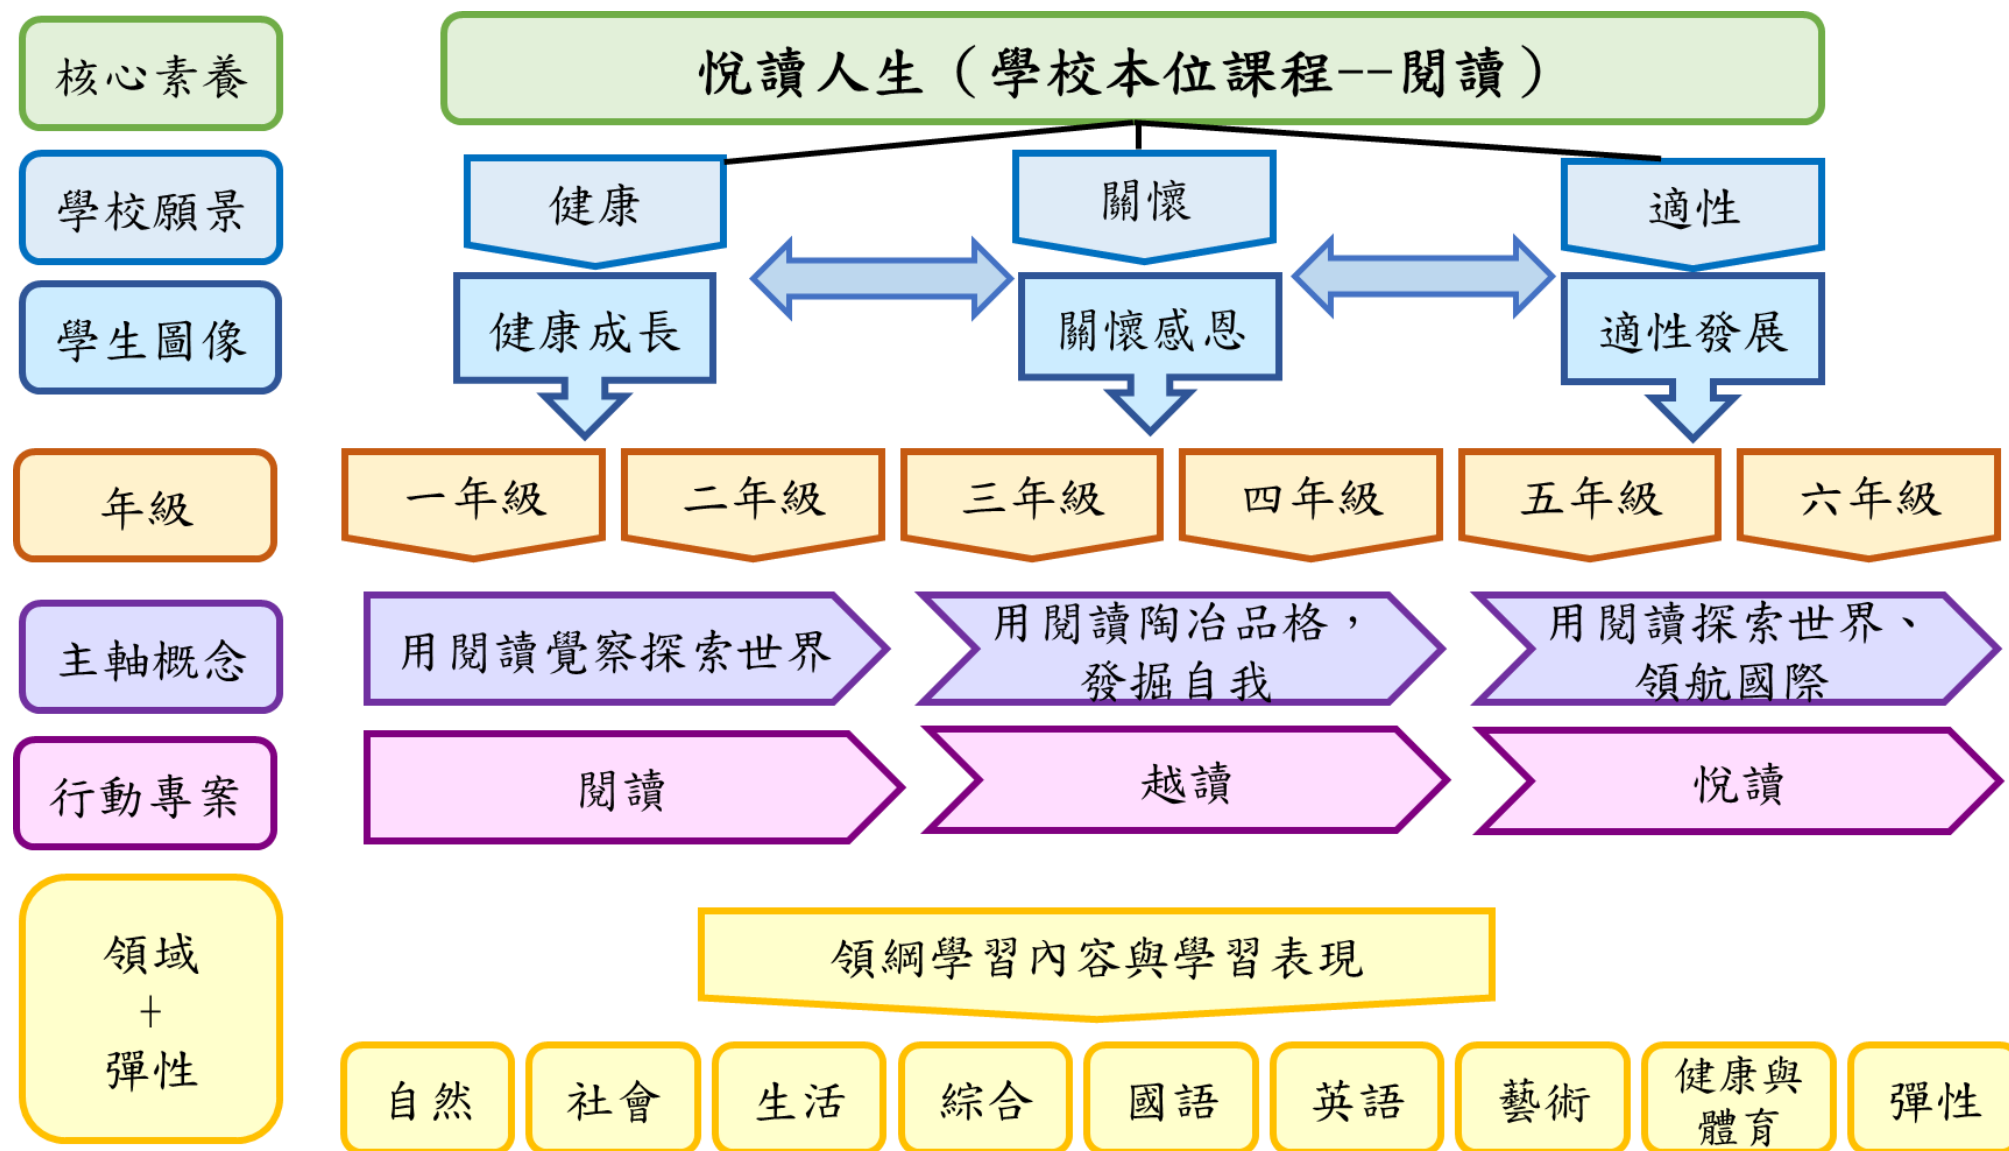 核心素養
悅讀人生（學校本位課程--閱讀）
學校願景
健康
關懷
適性
學生圖像
健康成長
關懷感恩
適性發展
年級
一年級
二年級
三年級
四年級
五年級
六年級
主軸概念
用閱讀覺察探索世界
用閱讀陶冶品格，
發掘自我
用閱讀探索世界、
領航國際
行動專案
閱讀
越讀
悅讀
領域
+
彈性
領綱學習內容與學習表現
自然
社會
生活
綜合
國語
英語
藝術
健康與
體育
彈性